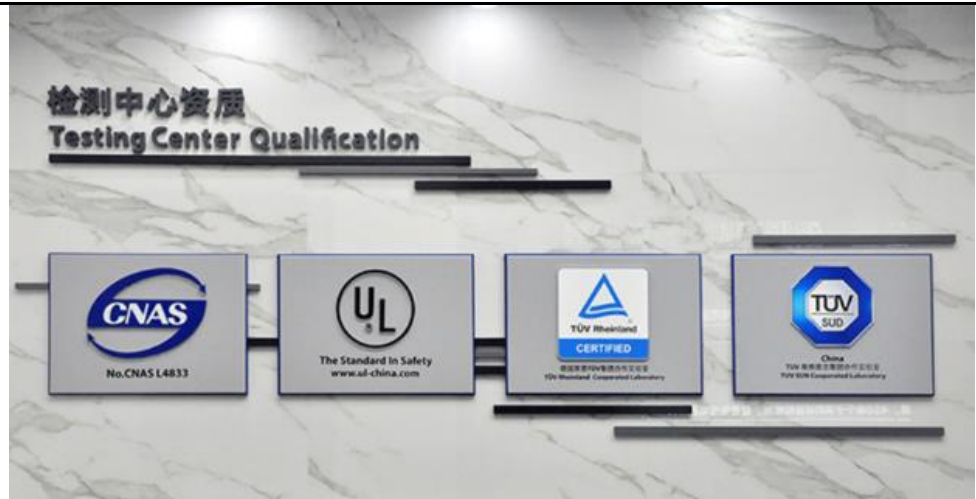 检测中心资质
Testing Center Qualification
CNAS
No.CNAS L4833
UL
®
The Standard In Safety
www.ul-china.com
TÜV Rheinland
CERTIFIED
TÜV Rheinland Cooperated Laboratory
TÜV
SUD
China
TUV SUD Cooperated Laboratory